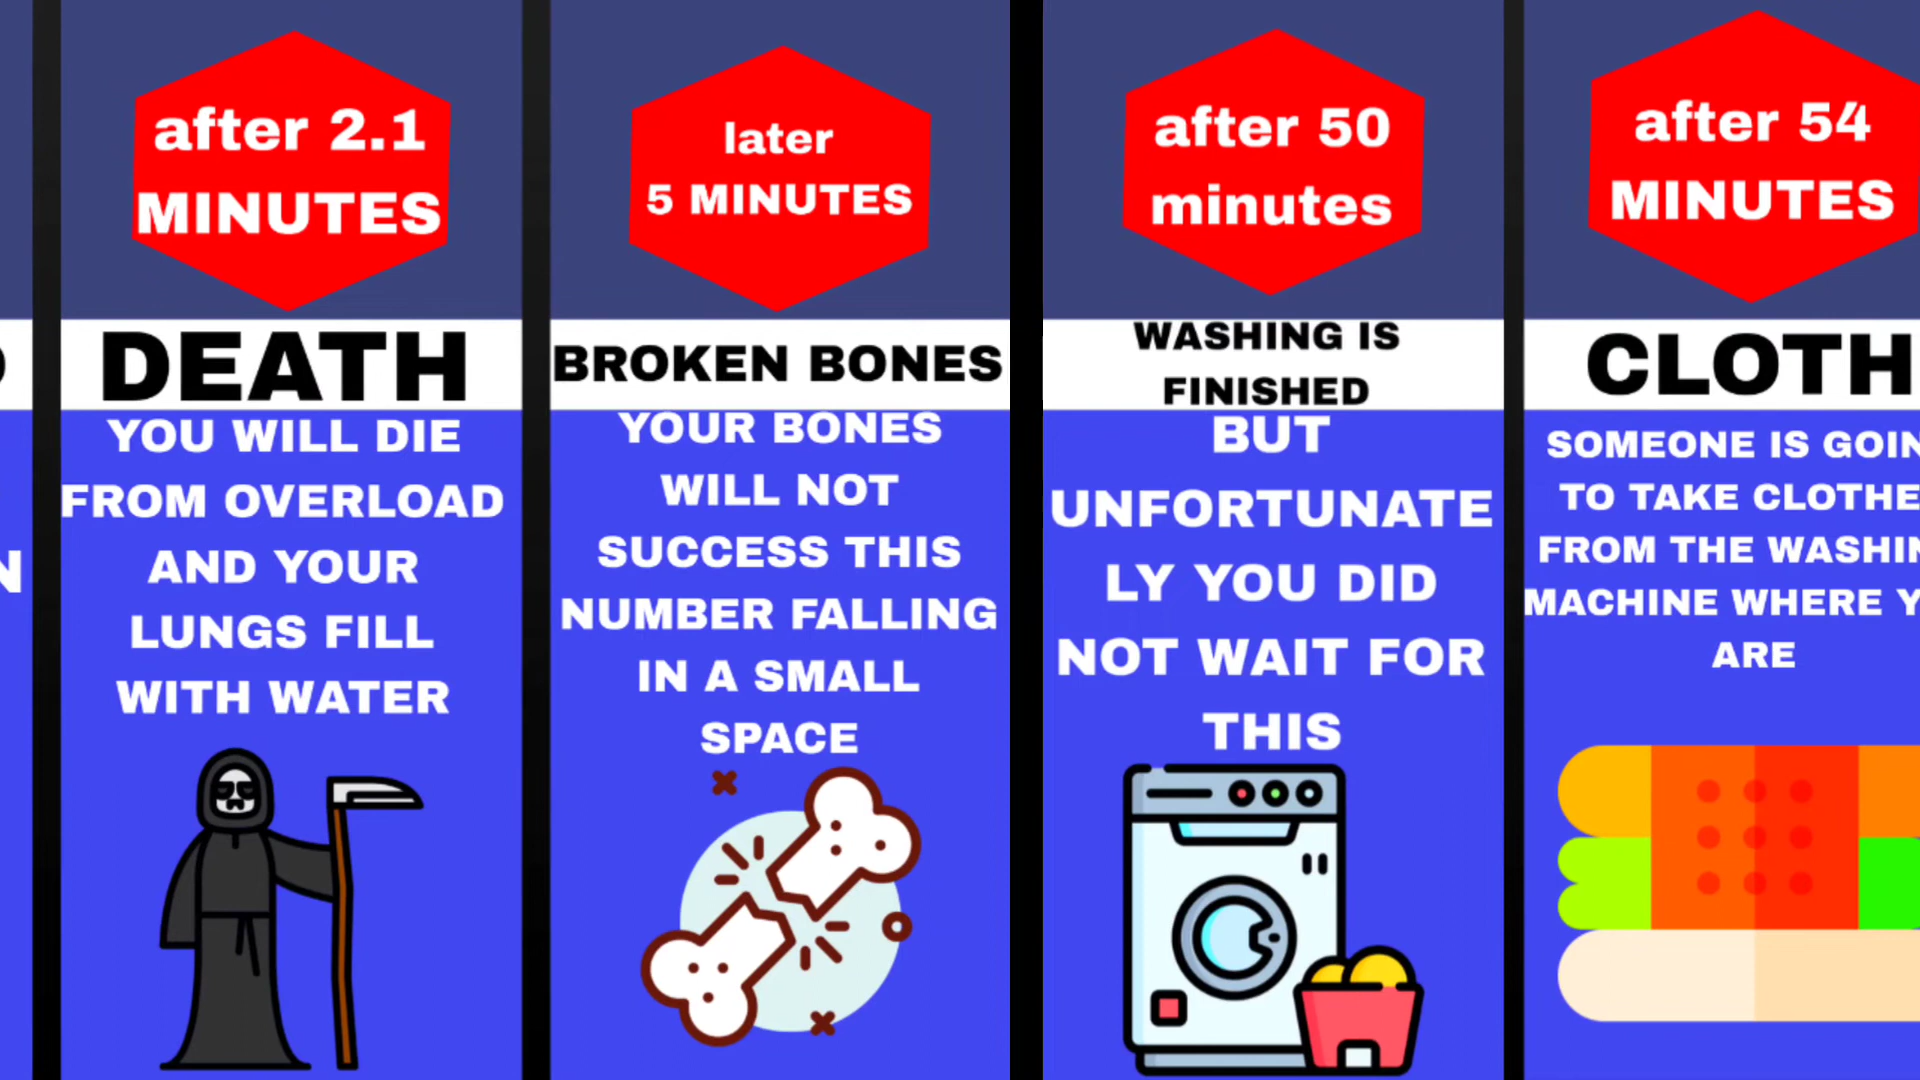 after 2.1
MINUTES
DEATH
YOU WILL DIE
FROM OVERLOAD
AND YOUR
LUNGS FILL
WITH WATER
later
5 MINUTES
BROKEN BONES
YOUR BONES
WILL NOT
SUCCESS THIS
NUMBER FALLING
IN A SMALL
SPACE
after 50
minutes
WASHING IS
FINISHED
BUT
UNFORTUNATE
LY YOU DID
NOT WAIT FOR
THIS
after 54
MINUTES
CLOTH
SOMEONE IS GOIN
TO TAKE CLOTHE
FROM THE WASHIN
MACHINE WHERE Y
ARE